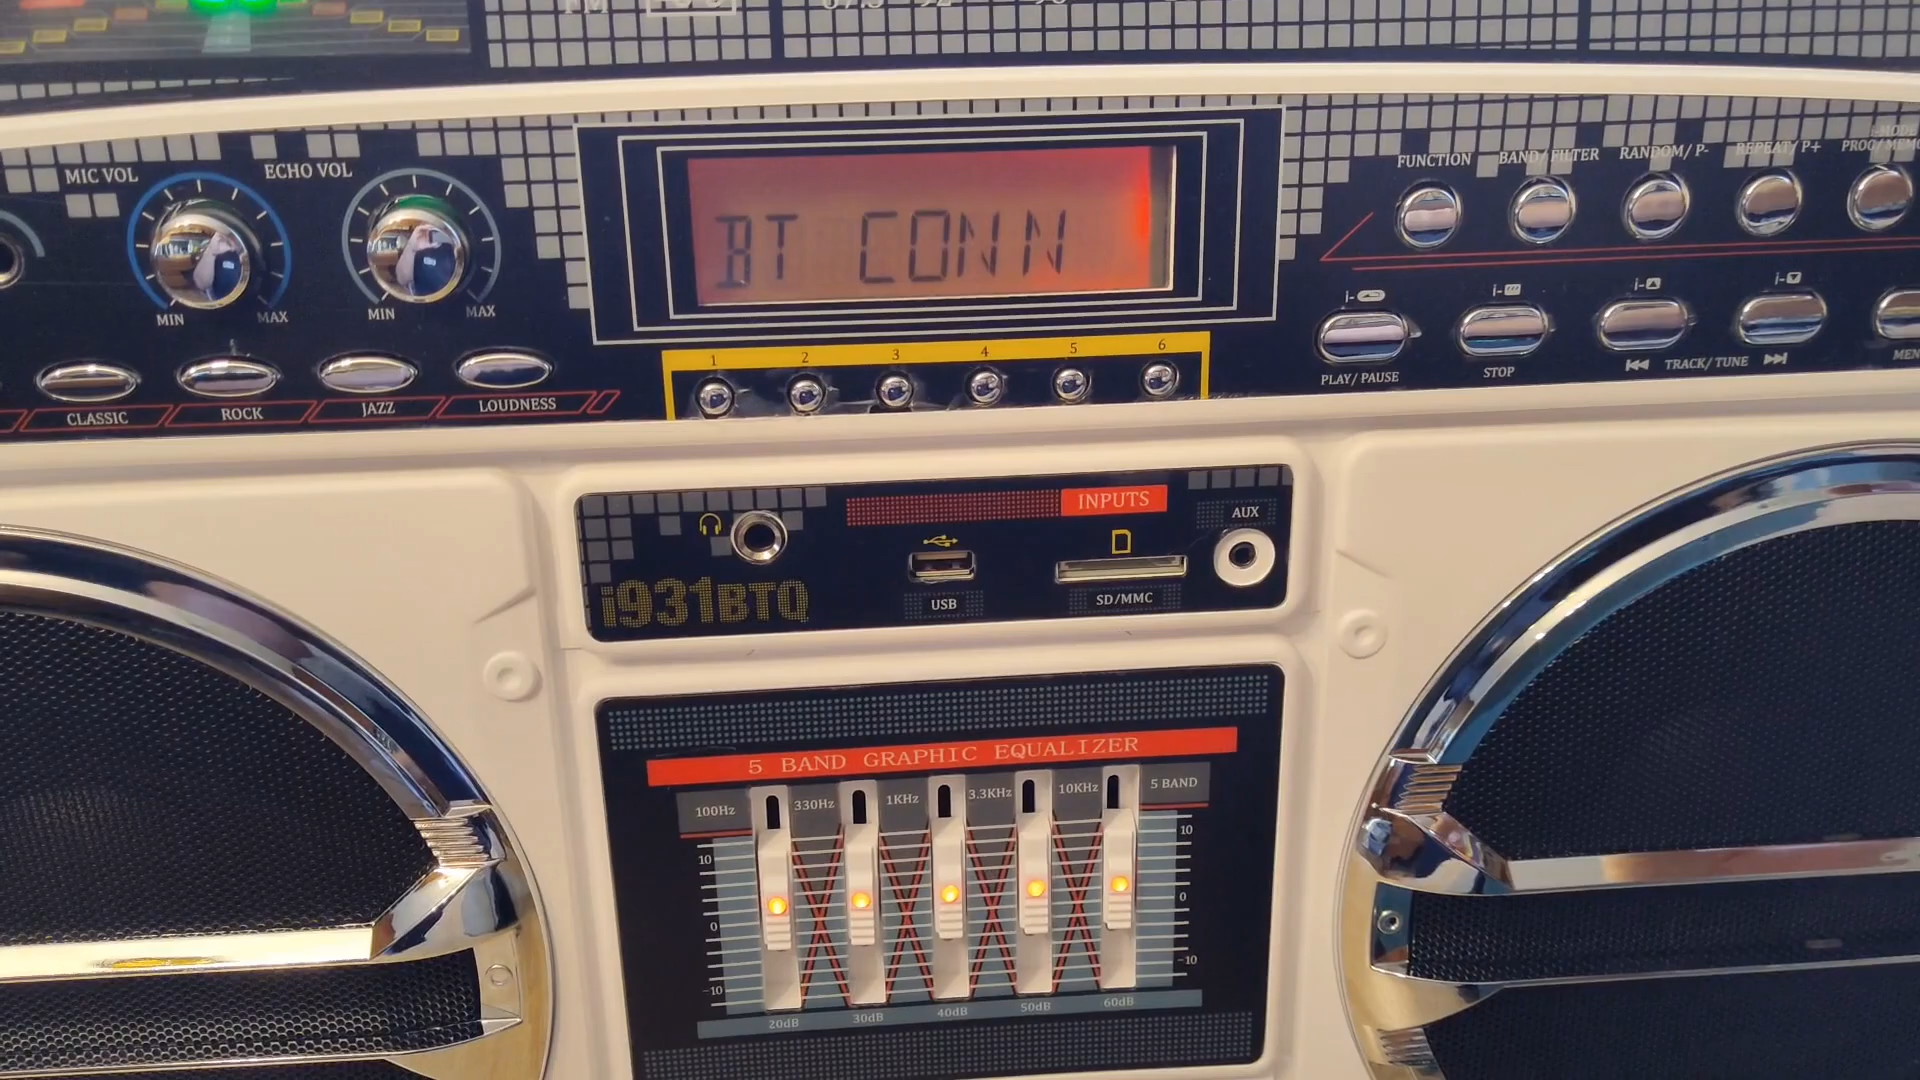 FM
MIC VOL
ECHO VOL
MIN
MAX
MIN
MAX
CLASSIC
ROCK
JAZZ
LOUDNESS
BT CONN
1 2 3 4 5 6
FUNCTION
BAND/FILTER
RANDOM/P-
REPEAT/P+
i-
i-
i-
i-
PLAY/PAUSE
STOP
TRACK/TUNE
INPUTS
AUX
USB
SD/MMC
i931BTQ
5 BAND GRAPHIC EQUALIZER
100Hz 330Hz 1KHz 3.3KHz 10KHz 5 BAND
10 10
0 0
-10 -10
20dB 30dB 40dB 50dB 60dB